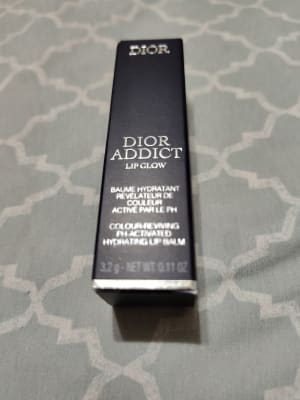 DIOR
DIOR
ADDICT
LIP GLOW
BAUME HYDRATANT
RÉVÉLATEUR DE
COULEUR
ACTIVÉ PAR LE PH
COLOUR-REVIVING
PH-ACTIVATED
HYDRATING LIP BALM
3.2 g - NET WT. 0.11 OZ